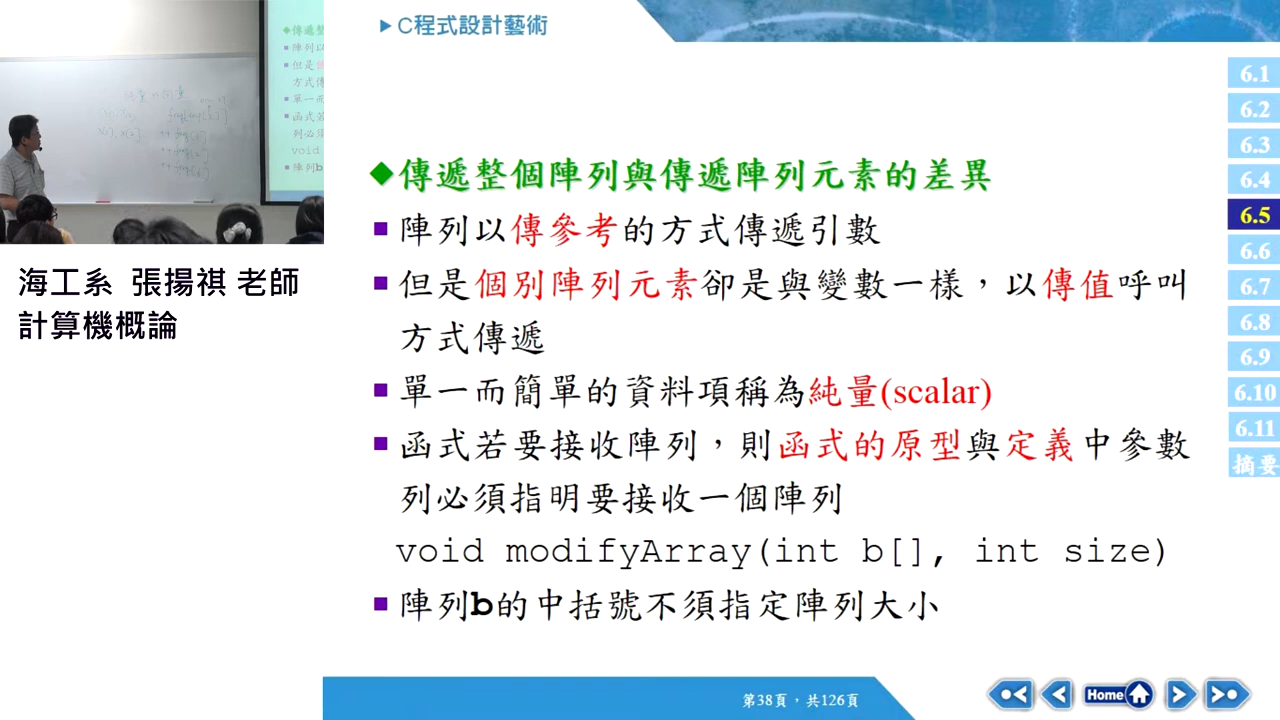 C程式設計藝術
海工系 張揚祺 老師
計算機概論
傳遞整個陣列與傳遞陣列元素的差異
陣列以傳參考的方式傳遞引數
但是個別陣列元素卻是與變數一樣，以傳值呼叫
方式傳遞
單一而簡單的資料項稱為純量(scalar)
函式若要接收陣列，則函式的原型與定義中參數
列必須指明要接收一個陣列
void modifyArray(int b[], int size)
陣列b的中括號不須指定陣列大小
6.1
6.2
6.3
6.4
6.5
6.6
6.7
6.8
6.9
6.10
6.11
摘要
第38頁，共126頁
Home